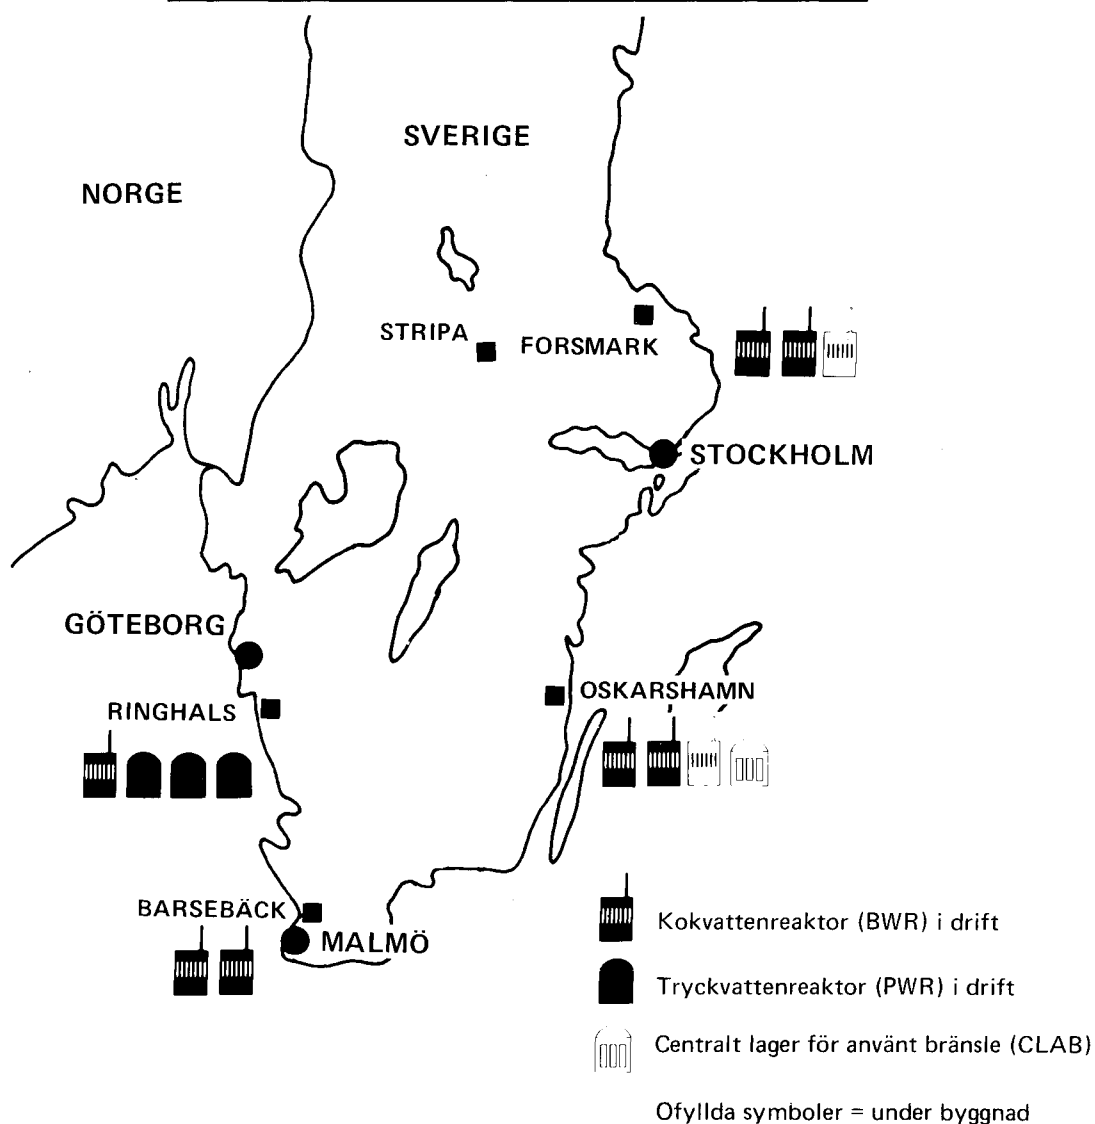 SVERIGE
NORGE
STRIPA
FORSMARK
STOCKHOLM
GÖTEBORG
OSKARSHAMN
RINGHALS
BARSEBÄCK
MALMÖ
Kokvattenreaktor (BWR) i drift
Tryckvattenreaktor (PWR) i drift
Centralt lager för använt bränsle (CLAB)
Ofyllda symboler = under byggnad